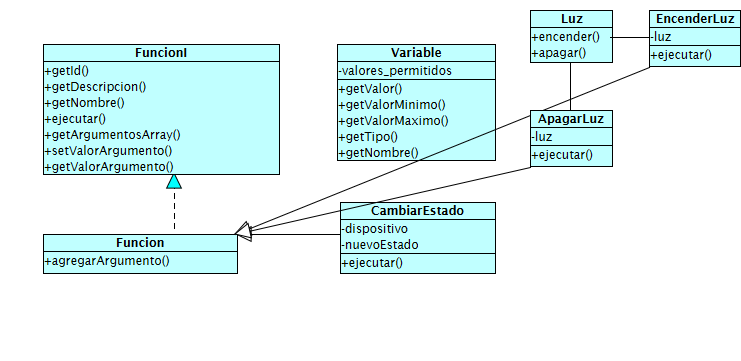 FuncionI
+getId()
+getDescripcion()
+getNombre()
+ejecutar()
+getArgumentosArray()
+setValorArgumento()
+getValorArgumento()
Variable
-valores_permitidos
+getValor()
+getValorMinimo()
+getValorMaximo()
+getTipo()
+getNombre()
Luz
+encender()
+apagar()
EncenderLuz
-luz
+ejecutar()
ApagarLuz
-luz
+ejecutar()
Funcion
+agregarArgumento()
CambiarEstado
-dispositivo
-nuevoEstado
+ejecutar()